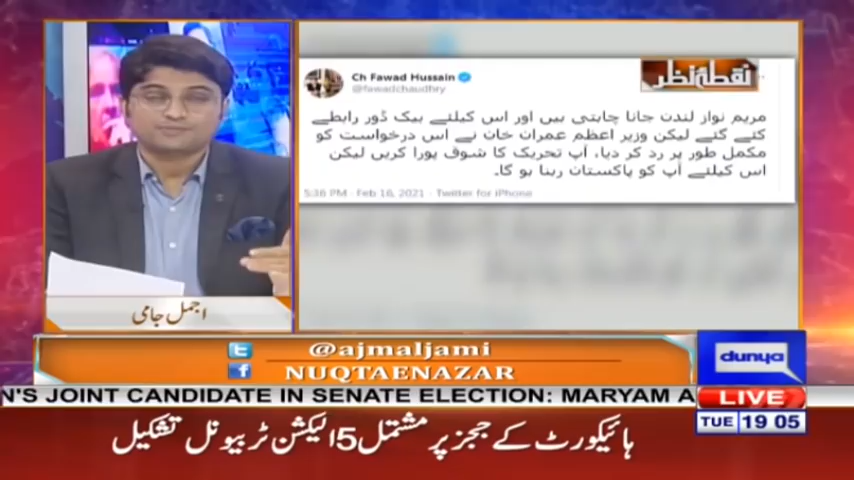 Ch Fawad Hussain
@fawadchaudhry
نقطۂ نظر
مریم نواز لندن جانا چاہتی ہیں اور اس کیلئے بیک ڈور رابطے
کئے گئے لیکن وزیر اعظم عمران خان نے اس درخواست کو
مکمل طور پر رد کر دیا، آپ تحریک کا شوق پورا کریں لیکن
اس کیلئے آپ کو پاکستان رہنا ہو گا۔
5:36 PM · Feb 16, 2021 · Twitter for iPhone
اجمل جامی
@ajmaljami
NUQTAENAZAR
dunya
N'S JOINT CANDIDATE IN SENATE ELECTION: MARYAM A
LIVE
TUE 19 05
ہائیکورٹ کے ججز پر مشتمل 5 الیکشن ٹربیونل تشکیل